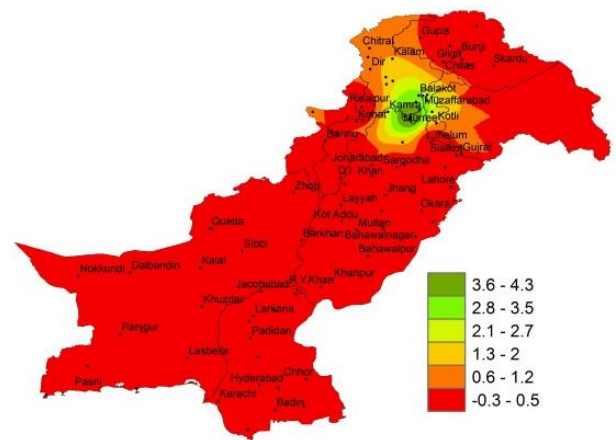 Gupis
Chitral
Kalam
Bunji
Gilgit
Dir
Chilas
Skardu
Balakot
Kamra
Muzaffarabad
Kohat
Murree
Kotli
Bannu
Jhelum
Sialkot
Gujrat
Joharabad
Sargodha
D.I. Khan
Lahore
Zhob
Jhang
Layyah
Okara
Kot Addu
Quetta
Multan
Barkhan
Bahawalnagar
Sibbi
Bahawalpur
Kalat
Nokkundi
Dalbandin
Khanpur
R.Y.Khan
Jacobabad
3.6 - 4.3
Khuzdar
2.8 - 3.5
Larkana
2.1 - 2.7
Panjgur
Padidan
1.3 - 2
Lasbella
0.6 - 1.2
Pasni
Chhor
-0.3 - 0.5
Hyderabad
Karachi
Badin